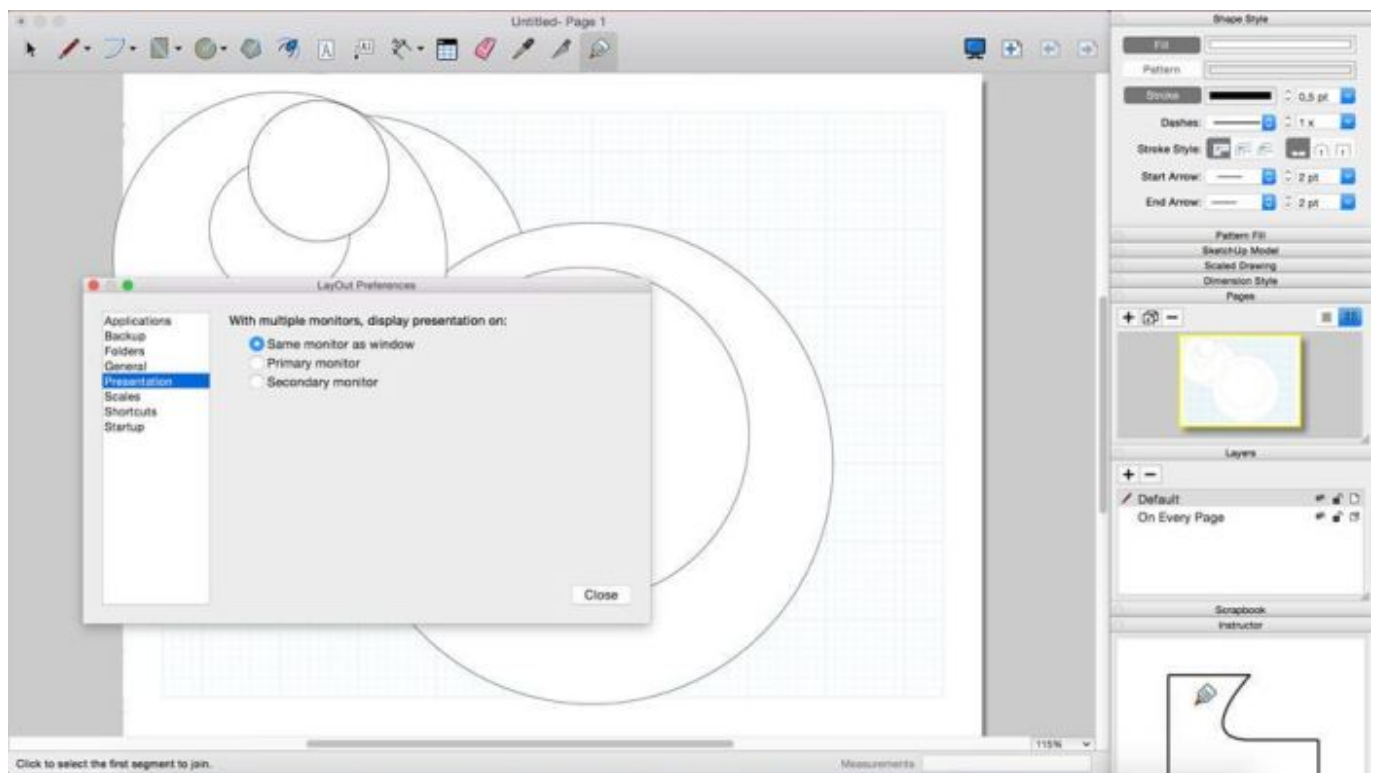 Untitled- Page 1
A
A1
Shape Style
Fill
Pattern
Stroke
0,5 pt
Dashes:
1 x
Stroke Style:
Start Arrow:
2 pt
End Arrow:
2 pt
Pattern Fill
SketchUp Model
Scaled Drawing
Dimension Style
Pages
Layers
Default
On Every Page
Scrapbook
Instructor
LayOut Preferences
Applications
Backup
Folders
General
Presentation
Scales
Shortcuts
Startup
With multiple monitors, display presentation on:
Same monitor as window
Primary monitor
Secondary monitor
Close
115%
Click to select the first segment to join.
Measurements